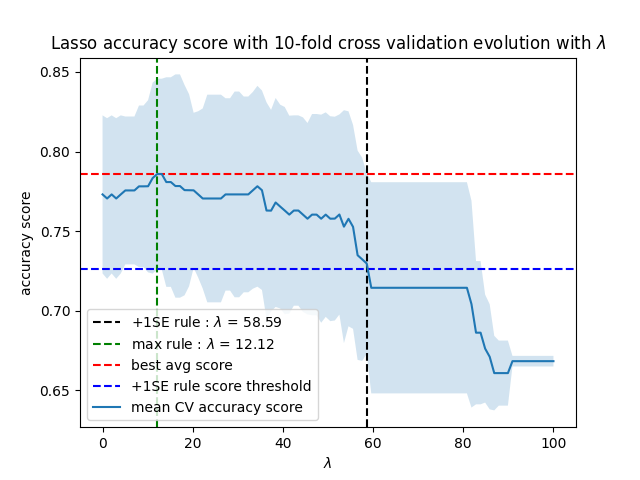 Lasso accuracy score with 10-fold cross validation evolution with λ
0.85
0.80
0.75
0.70
0.65
accuracy score
+1SE rule : λ = 58.59
max rule : λ = 12.12
best avg score
+1SE rule score threshold
mean CV accuracy score
0 20 40 60 80 100
λ